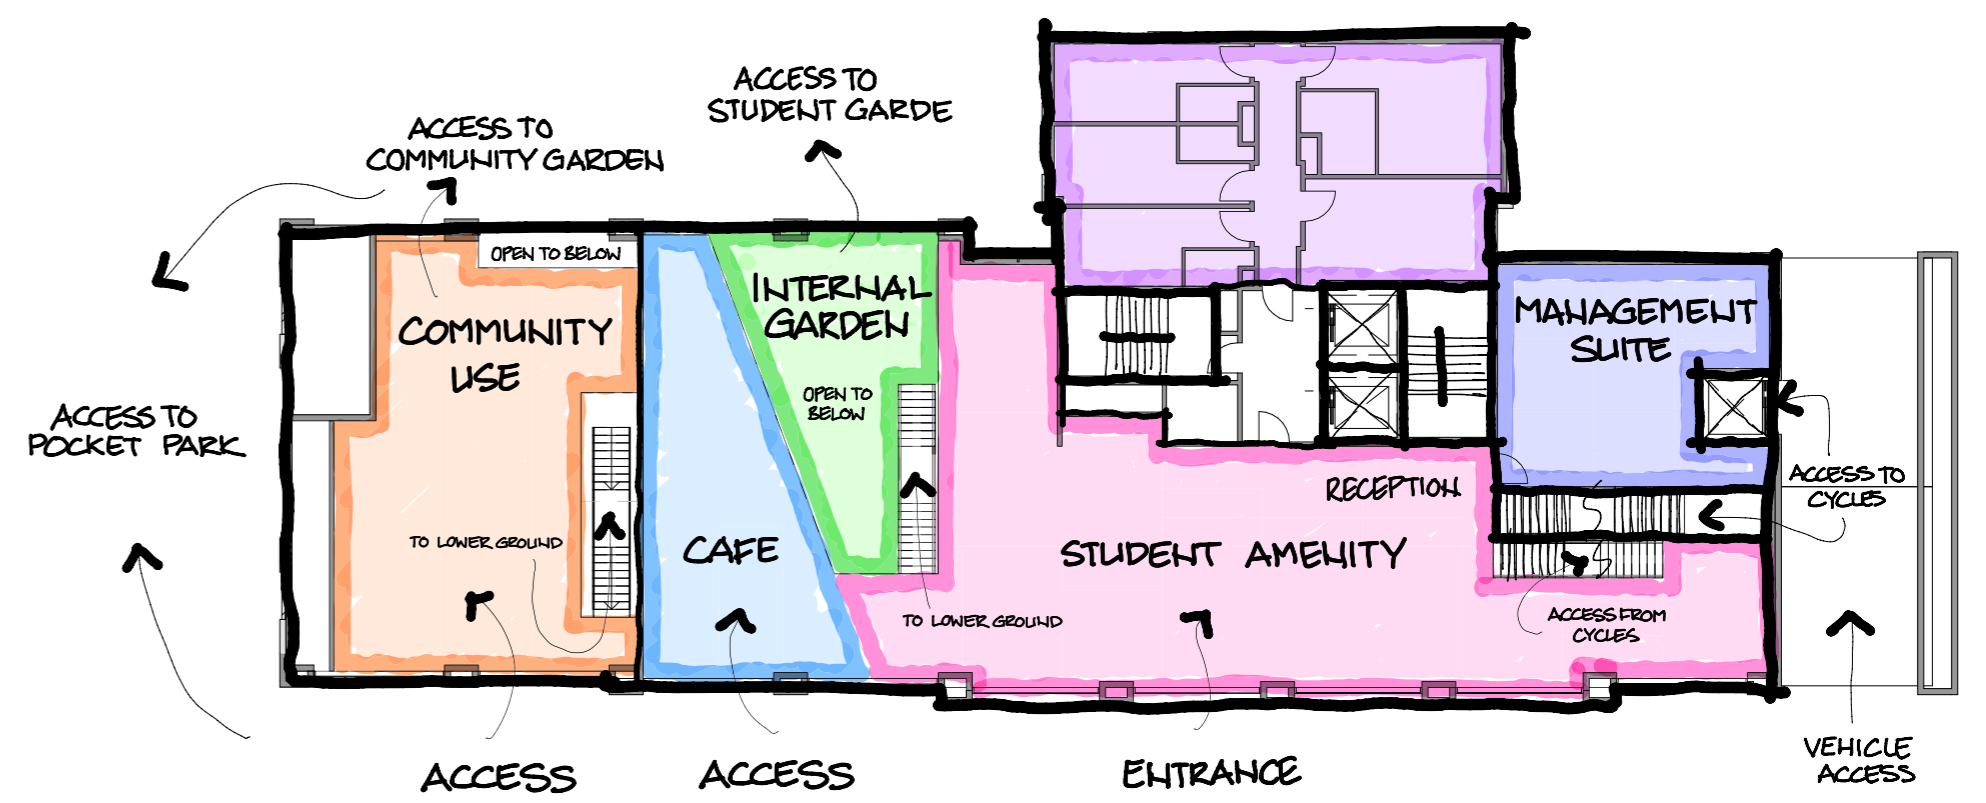 ACCESS TO
STUDENT GARDE
ACCESS TO
COMMUNITY GARDEN
OPEN TO BELOW
INTERNAL
GARDEN
COMMUNITY
USE
MANAGEMENT
SUITE
OPEN TO
BELOW
ACCESS TO
POCKET PARK
RECEPTION
ACCESS TO
CYCLES
TO LOWER GROUND
CAFE
STUDENT AMENITY
TO LOWER GROUND
ACCESS FROM
CYCLES
ACCESS
ACCESS
ENTRANCE
VEHICLE
ACCESS